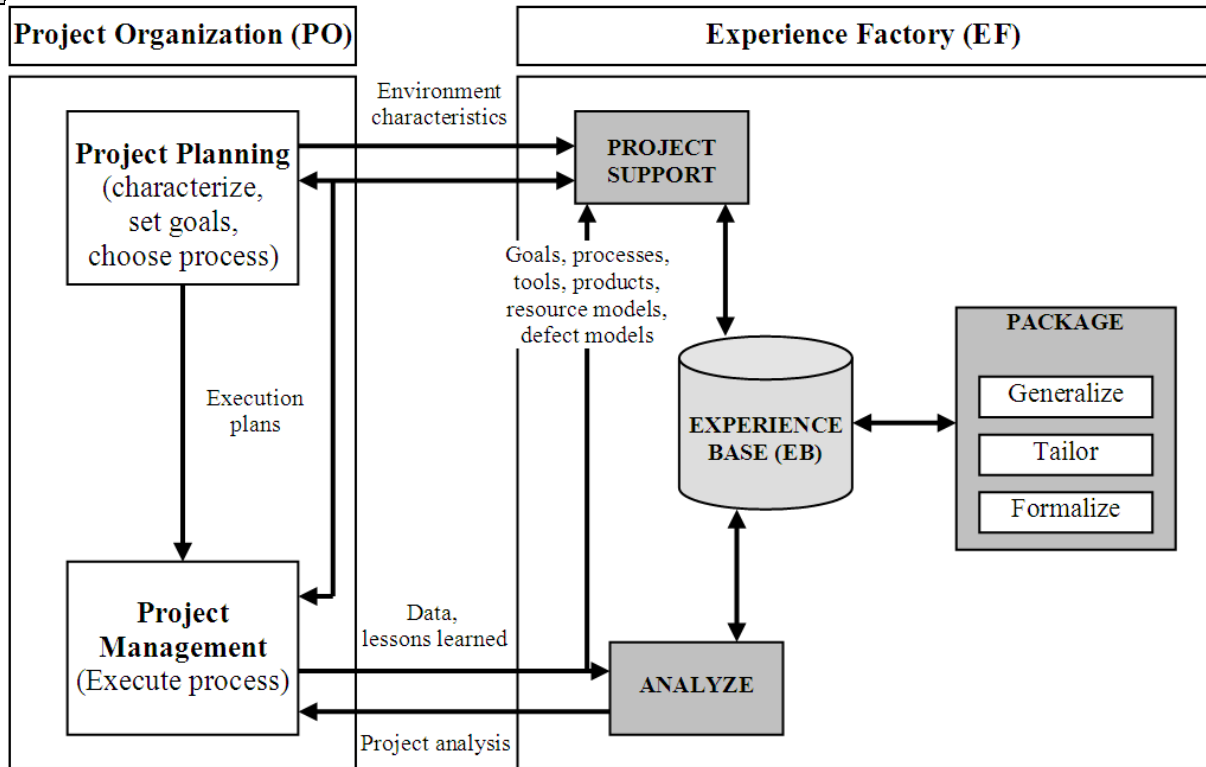 Project Organization (PO)
Experience Factory (EF)
Environment
characteristics
Project Planning
(characterize,
set goals,
choose process)
PROJECT
SUPPORT
Goals, processes,
tools, products,
resource models,
defect models
PACKAGE
Generalize
Tailor
Formalize
Execution
plans
EXPERIENCE
BASE (EB)
Project
Management
(Execute process)
Data,
lessons learned
ANALYZE
Project analysis